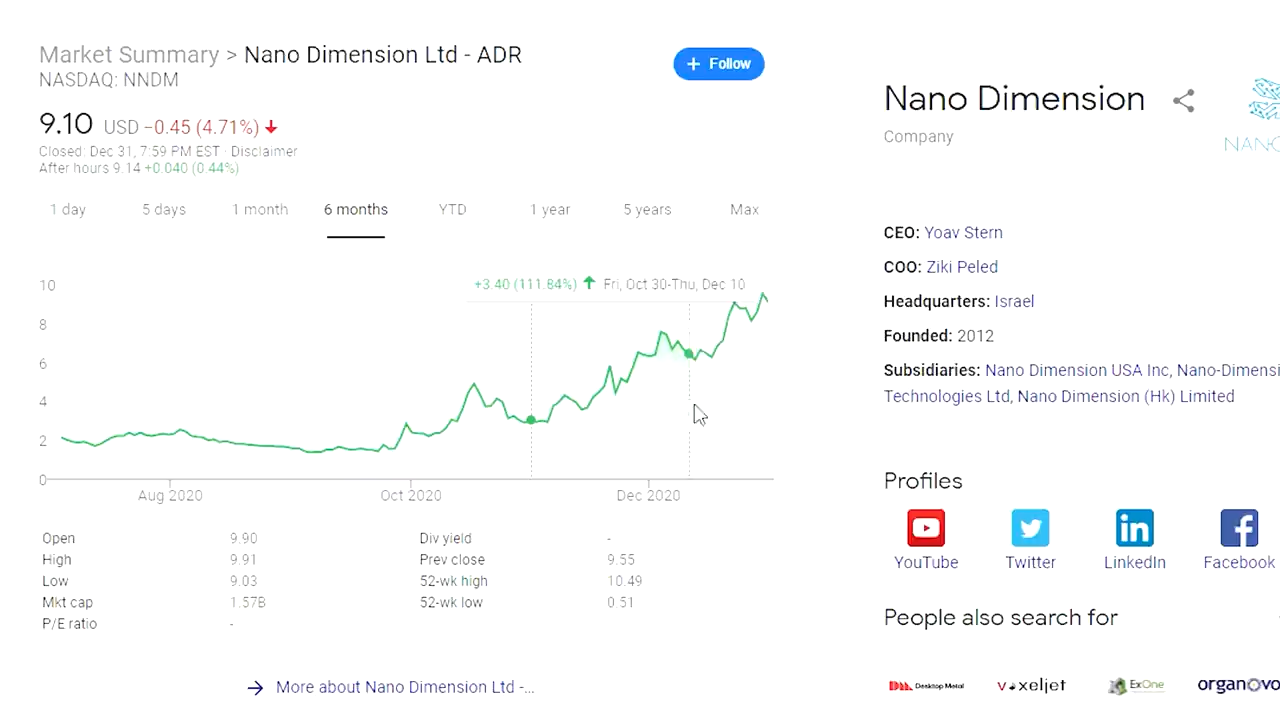 Market Summary > Nano Dimension Ltd - ADR
NASDAQ: NNDM
+ Follow
9.10 USD −0.45 (4.71%)
Closed: Dec 31, 7:59 PM EST · Disclaimer
After hours 9.14 +0.040 (0.44%)
1 day 5 days 1 month 6 months YTD 1 year 5 years Max
+3.40 (111.84%) Fri, Oct 30-Thu, Dec 10
10
8
6
4
2
0
Aug 2020 Oct 2020 Dec 2020
Open 9.90 Div yield -
High 9.91 Prev close 9.55
Low 9.03 52-wk high 10.49
Mkt cap 1.57B 52-wk low 0.51
P/E ratio -
More about Nano Dimension Ltd -...
Nano Dimension
Company
NANO
CEO: Yoav Stern
COO: Ziki Peled
Headquarters: Israel
Founded: 2012
Subsidiaries: Nano Dimension USA Inc, Nano-Dimensi
Technologies Ltd, Nano Dimension (Hk) Limited
Profiles
YouTube Twitter LinkedIn Facebook
People also search for
Desktop Metal voxeljet ExOne organovo